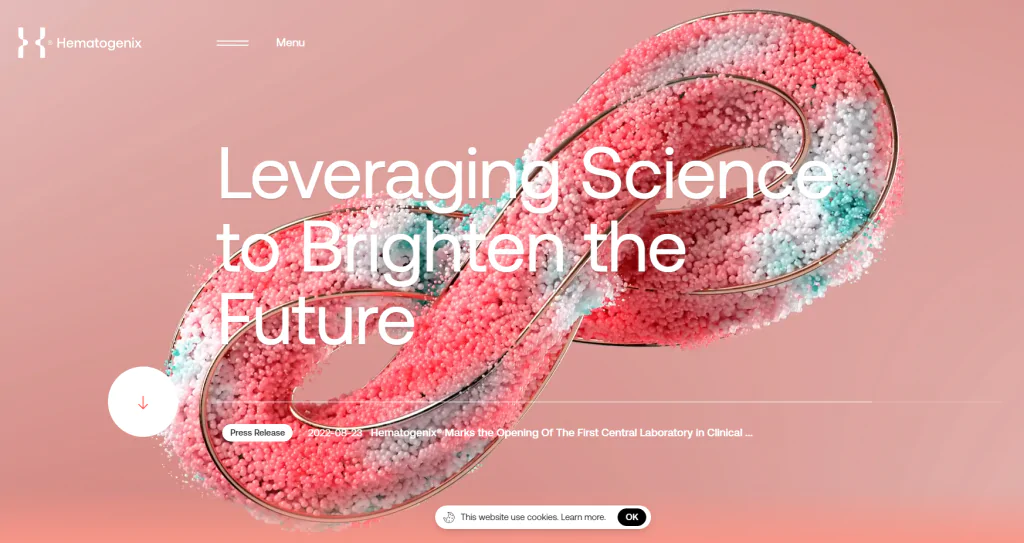 Hematogenix
Menu
Leveraging Science
to Brighten the
Future
Press Release
2022-08-23 Hematogenix® Marks the Opening Of The First Central Laboratory in Clinical ...
This website use cookies. Learn more.
OK